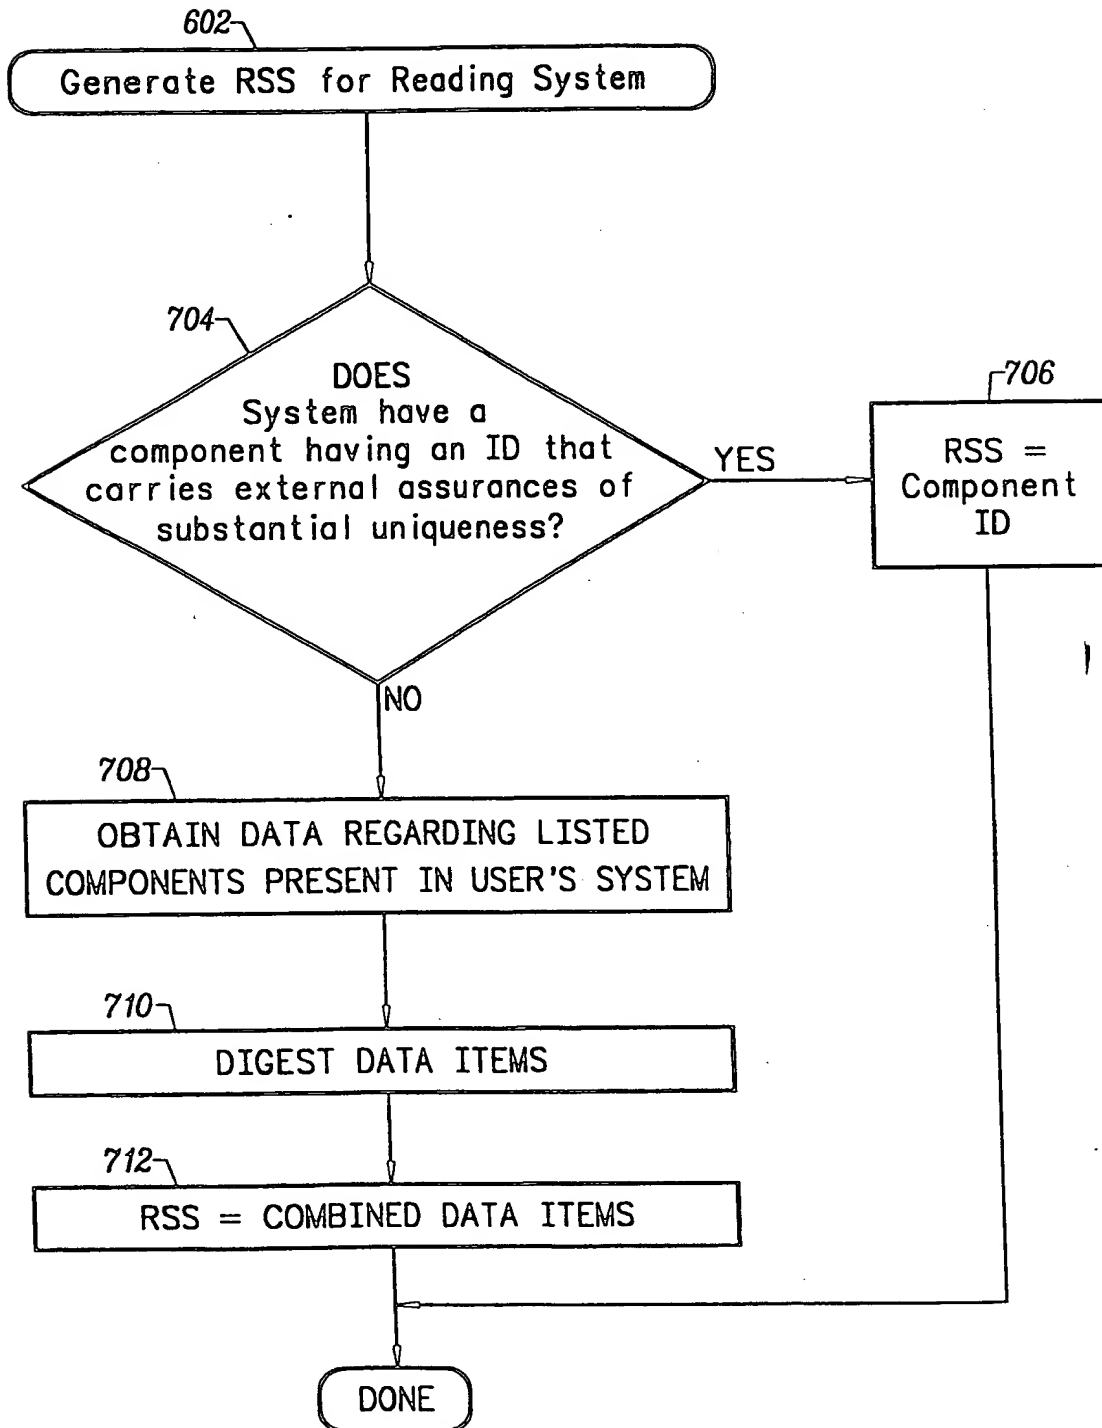 602
Generate RSS for Reading System
704
DOES
System have a
component having an ID that
carries external assurances of
substantial uniqueness?
YES
706
RSS =
Component
ID
NO
708
OBTAIN DATA REGARDING LISTED
COMPONENTS PRESENT IN USER'S SYSTEM
710
DIGEST DATA ITEMS
712
RSS = COMBINED DATA ITEMS
DONE